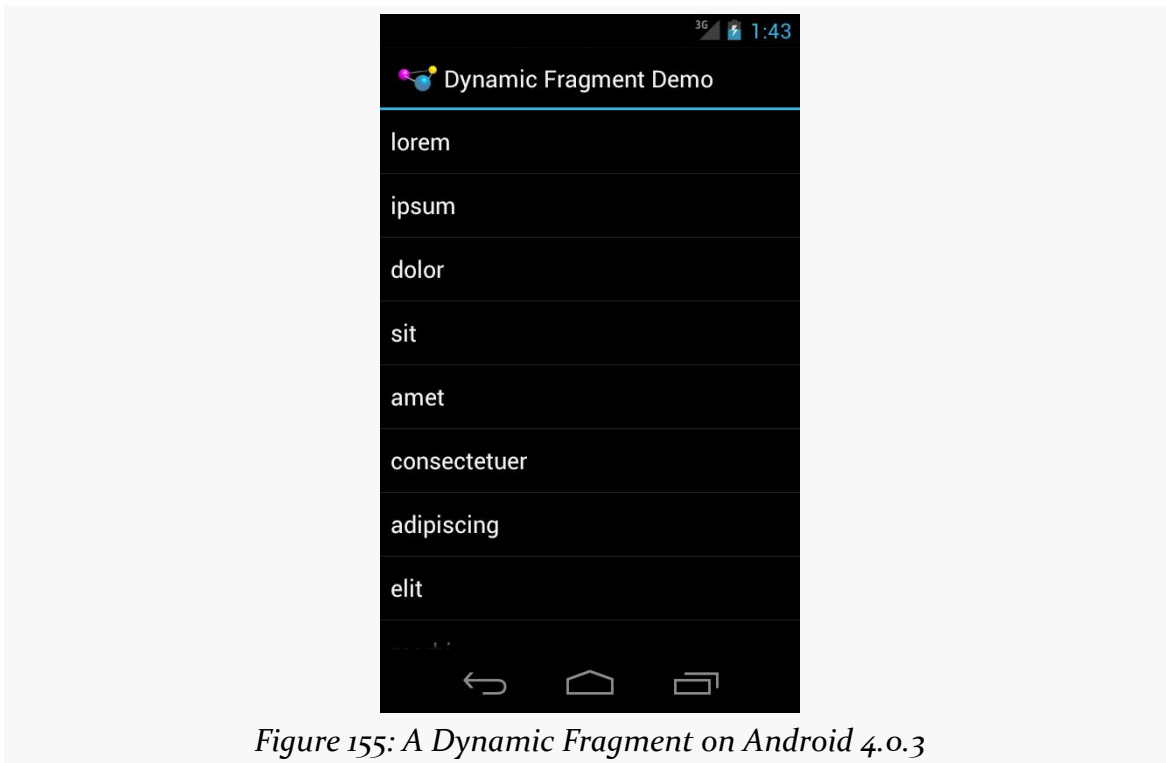 3G 1:43
Dynamic Fragment Demo
lorem
ipsum
dolor
sit
amet
consectetuer
adipiscing
elit
Figure 155: A Dynamic Fragment on Android 4.0.3